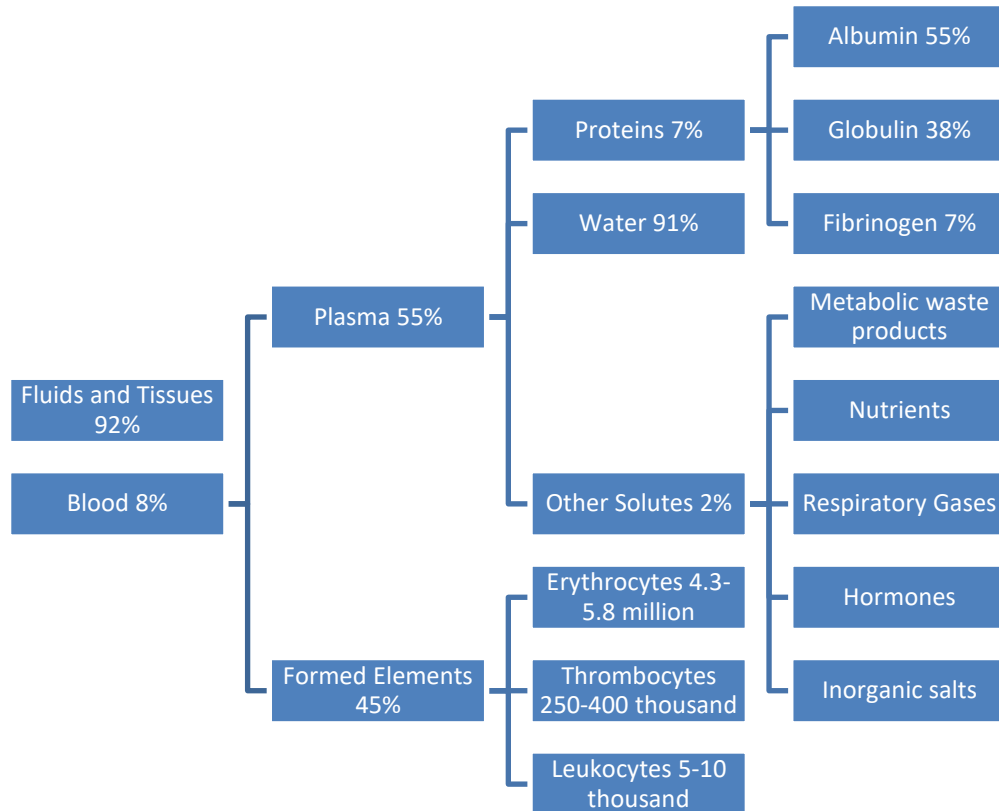 Albumin 55%
Proteins 7%
Globulin 38%
Water 91%
Fibrinogen 7%
Plasma 55%
Metabolic waste
products
Fluids and Tissues
92%
Nutrients
Blood 8%
Other Solutes 2%
Respiratory Gases
Erythrocytes 4.3-
5.8 million
Hormones
Formed Elements
45%
Thrombocytes
250-400 thousand
Inorganic salts
Leukocytes 5-10
thousand